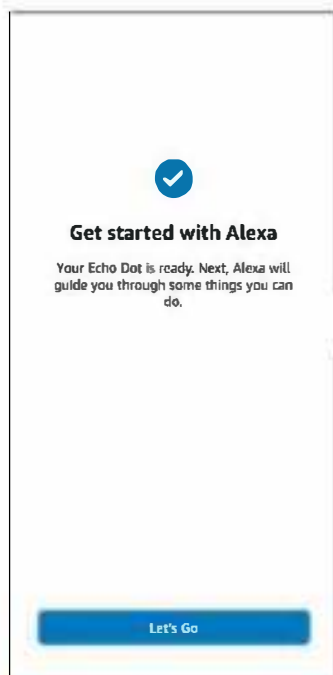 Get started with Alexa
Your Echo Dot is ready. Next, Alexa will
guide you through some things you can
do.
Let's Go